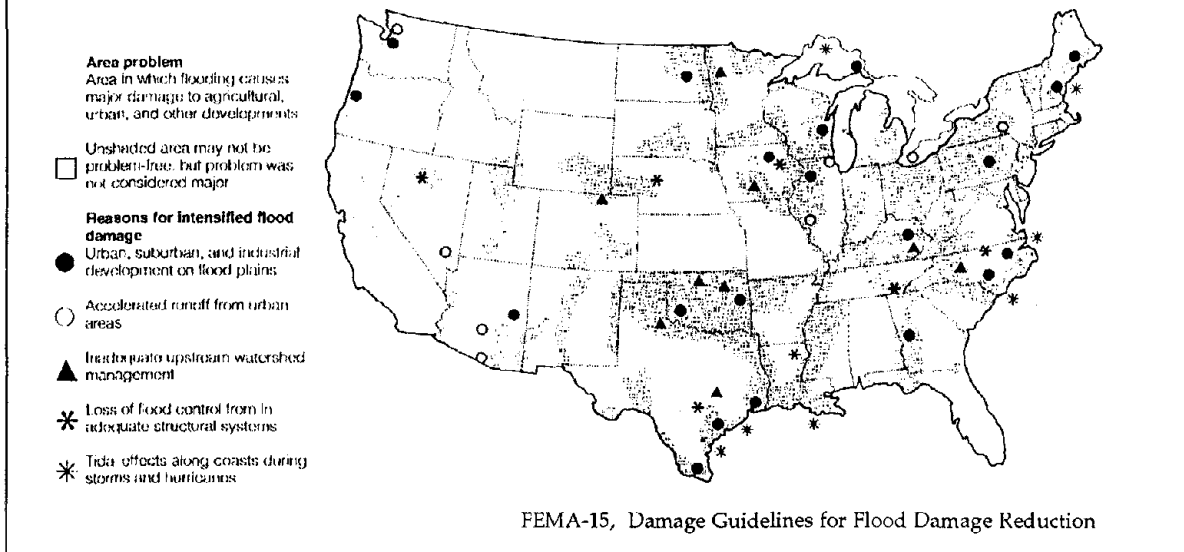 Area problem
Area in which flooding causes
major damage to agricultural,
urban, and other developments
Unshaded area may not be
problem-free, but problem was
not considered major
Reasons for intensified flood
damage
Urban, suburban, and industrial
development on flood plains
Accelerated runoff from urban
areas
Inadequate upstream watershed
management
Loss of flood control from in
adequate structural systems
Tidal effects along coasts during
storms and hurricanes
FEMA-15, Damage Guidelines for Flood Damage Reduction